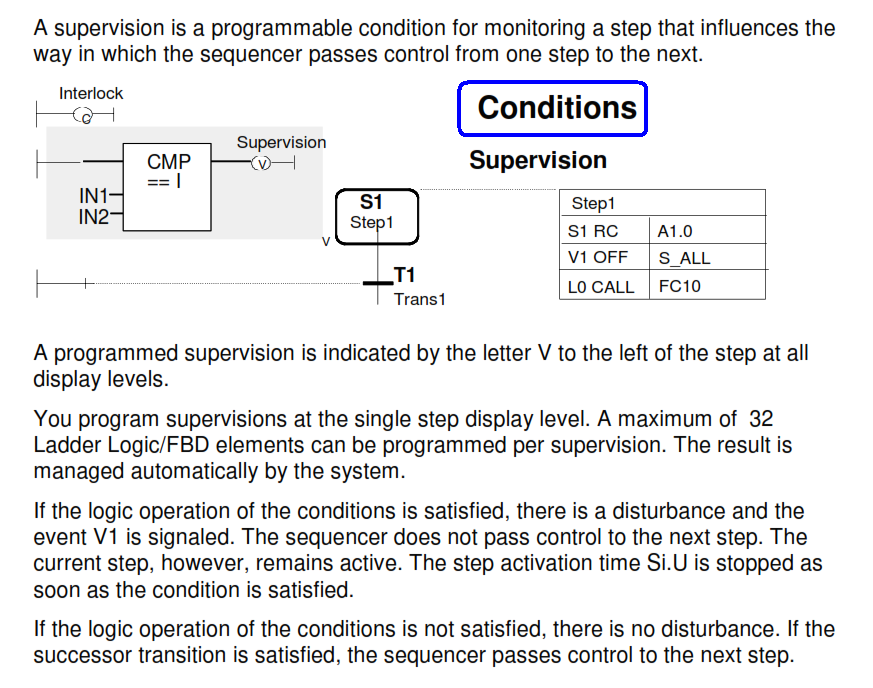 A supervision is a programmable condition for monitoring a step that influences the
way in which the sequencer passes control from one step to the next.
Interlock
C
Conditions
Supervision
V
CMP
== I
IN1
IN2
Supervision
S1
Step1
V
T1
Trans1
Step1
S1 RC A1.0
V1 OFF S_ALL
L0 CALL FC10
A programmed supervision is indicated by the letter V to the left of the step at all
display levels.
You program supervisions at the single step display level. A maximum of 32
Ladder Logic/FBD elements can be programmed per supervision. The result is
managed automatically by the system.
If the logic operation of the conditions is satisfied, there is a disturbance and the
event V1 is signaled. The sequencer does not pass control to the next step. The
current step, however, remains active. The step activation time Si.U is stopped as
soon as the condition is satisfied.
If the logic operation of the conditions is not satisfied, there is no disturbance. If the
successor transition is satisfied, the sequencer passes control to the next step.